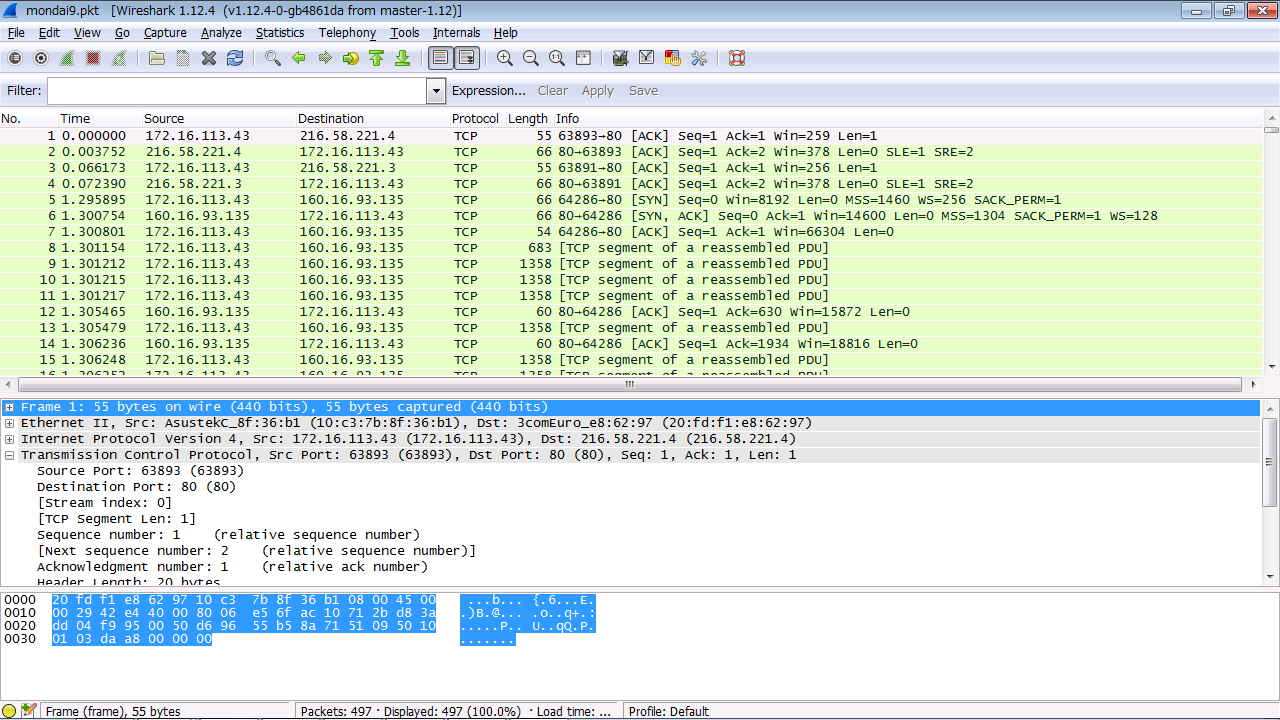 mondai9.pkt [Wireshark 1.12.4 (v1.12.4-0-gb4861da from master-1.12)]
File Edit View Go Capture Analyze Statistics Telephony Tools Internals Help
Filter: Expression... Clear Apply Save
No. Time Source Destination Protocol Length Info
1 0.000000 172.16.113.43 216.58.221.4 TCP 55 63893→80 [ACK] Seq=1 Ack=1 Win=259 Len=1
2 0.003752 216.58.221.4 172.16.113.43 TCP 66 80→63893 [ACK] Seq=1 Ack=2 Win=378 Len=0 SLE=1 SRE=2
3 0.066173 172.16.113.43 216.58.221.3 TCP 55 63891→80 [ACK] Seq=1 Ack=1 Win=256 Len=1
4 0.072390 216.58.221.3 172.16.113.43 TCP 66 80→63891 [ACK] Seq=1 Ack=2 Win=378 Len=0 SLE=1 SRE=2
5 1.295895 172.16.113.43 160.16.93.135 TCP 66 64286→80 [SYN] Seq=0 Win=8192 Len=0 MSS=1460 WS=256 SACK_PERM=1
6 1.300754 160.16.93.135 172.16.113.43 TCP 66 80→64286 [SYN, ACK] Seq=0 Ack=1 Win=14600 Len=0 MSS=1304 SACK_PERM=1 WS=128
7 1.300801 172.16.113.43 160.16.93.135 TCP 54 64286→80 [ACK] Seq=1 Ack=1 Win=66304 Len=0
8 1.301154 172.16.113.43 160.16.93.135 TCP 683 [TCP segment of a reassembled PDU]
9 1.301212 172.16.113.43 160.16.93.135 TCP 1358 [TCP segment of a reassembled PDU]
10 1.301215 172.16.113.43 160.16.93.135 TCP 1358 [TCP segment of a reassembled PDU]
11 1.301217 172.16.113.43 160.16.93.135 TCP 1358 [TCP segment of a reassembled PDU]
12 1.305465 160.16.93.135 172.16.113.43 TCP 60 80→64286 [ACK] Seq=1 Ack=630 Win=15872 Len=0
13 1.305479 172.16.113.43 160.16.93.135 TCP 1358 [TCP segment of a reassembled PDU]
14 1.306236 160.16.93.135 172.16.113.43 TCP 60 80→64286 [ACK] Seq=1 Ack=1934 Win=18816 Len=0
15 1.306248 172.16.113.43 160.16.93.135 TCP 1358 [TCP segment of a reassembled PDU]
16 1.306252 172.16.113.43 160.16.93.135 TCP 1358 [TCP segment of a reassembled PDU]
Frame 1: 55 bytes on wire (440 bits), 55 bytes captured (440 bits)
Ethernet II, Src: AsustekC_8f:36:b1 (10:c3:7b:8f:36:b1), Dst: 3comEuro_e8:62:97 (20:fd:f1:e8:62:97)
Internet Protocol Version 4, Src: 172.16.113.43 (172.16.113.43), Dst: 216.58.221.4 (216.58.221.4)
Transmission Control Protocol, Src Port: 63893 (63893), Dst Port: 80 (80), Seq: 1, Ack: 1, Len: 1
Source Port: 63893 (63893)
Destination Port: 80 (80)
[Stream index: 0]
[TCP Segment Len: 1]
Sequence number: 1 (relative sequence number)
[Next sequence number: 2 (relative sequence number)]
Acknowledgment number: 1 (relative ack number)
Header Length: 20 bytes
0000 20 fd f1 e8 62 97 10 c3 7b 8f 36 b1 08 00 45 00 ...b... {.6...E.
0010 00 29 42 e4 40 00 80 06 e5 6f ac 10 71 2b d8 3a .)B.@... .o..q+.:
0020 dd 04 f9 95 00 50 d6 96 55 b5 8a 71 51 09 50 10 .....P.. U..qQ.P.
0030 01 03 da a8 00 00 00 .......
Frame (frame), 55 bytes Packets: 497 · Displayed: 497 (100.0%) · Load time: ... Profile: Default